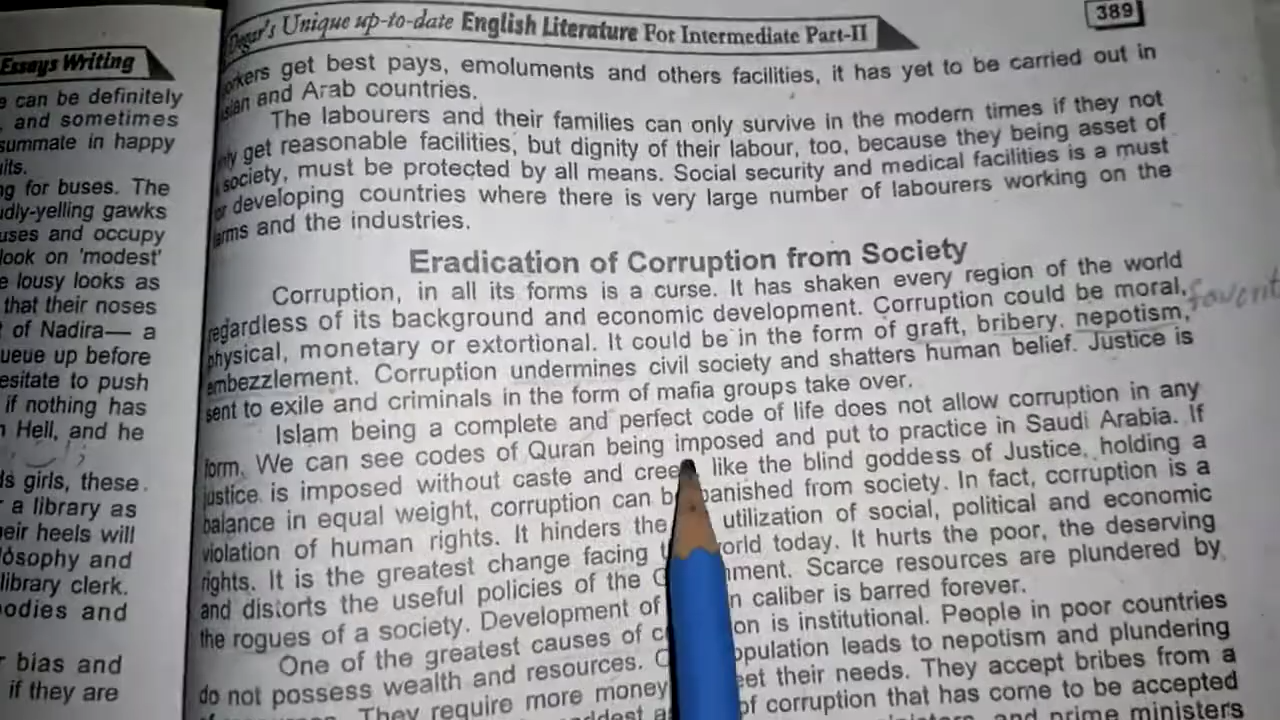 Essays Writing
e can be definitely
, and sometimes
summate in happy
uits.
ng for buses. The
dly-yelling gawks
uses and occupy
look on 'modest'
e lousy looks as
that their noses
t of Nadira— a
ueue up before
esitate to push
if nothing has
n Hell, and he
ds girls, these.
r a library as
heir heels will
losophy and
library clerk.
bodies and
r bias and
if they are
Dogar's Unique up-to-date English Literature For Intermediate Part-II
389
orkers get best pays, emoluments and others facilities, it has yet to be carried out in
sian and Arab countries.
The labourers and their families can only survive in the modern times if they not
nly get reasonable facilities, but dignity of their labour, too, because they being asset of
society, must be protected by all means. Social security and medical facilities is a must
or developing countries where there is very large number of labourers working on the
arms and the industries.
Eradication of Corruption from Society
Corruption, in all its forms is a curse. It has shaken every region of the world
regardless of its background and economic development. Corruption could be moral,
physical, monetary or extortional. It could be in the form of graft, bribery, nepotism, favorit
embezzlement. Corruption undermines civil society and shatters human belief. Justice is
sent to exile and criminals in the form of mafia groups take over.
Islam being a complete and perfect code of life does not allow corruption in any
form. We can see codes of Quran being imposed and put to practice in Saudi Arabia. If
justice is imposed without caste and cree like the blind goddess of Justice, holding a
balance in equal weight, corruption can b banished from society. In fact, corruption is a
violation of human rights. It hinders the utilization of social, political and economic
rights. It is the greatest change facing t world today. It hurts the poor, the deserving
and distorts the useful policies of the G nment. Scarce resources are plundered by
the rogues of a society. Development of n caliber is barred forever.
One of the greatest causes of c on is institutional. People in poor countries
do not possess wealth and resources. O opulation leads to nepotism and plundering
They require more money eet their needs. They accept bribes from a
of corruption that has come to be accepted
and prime ministers